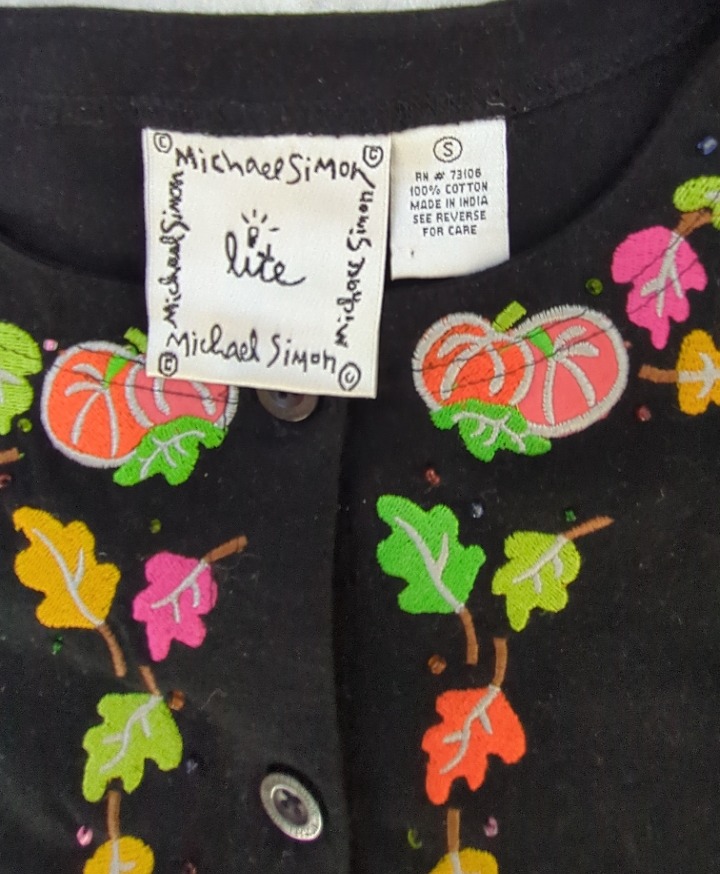 © Michael Simon ©
Michael Simon
lite
Michael Simon
© Michael Simon ©
S
RN # 73106
100% COTTON
MADE IN INDIA
SEE REVERSE
FOR CARE